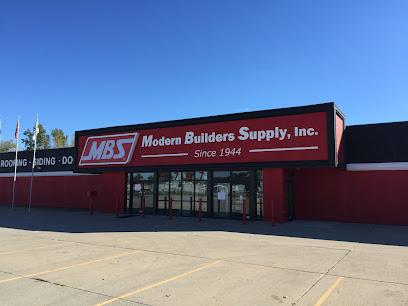 ROOFING · SIDING · DO
MBS
Modern Builders Supply, Inc.
Since 1944